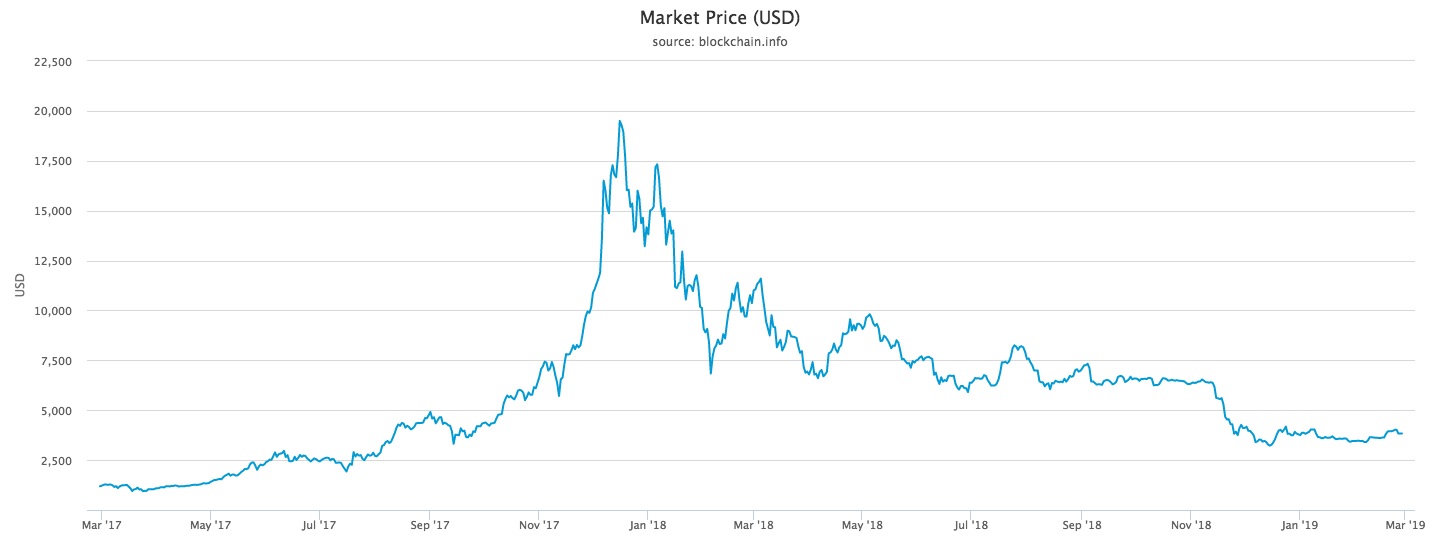 Market Price (USD)
source: blockchain.info
22,500
20,000
17,500
15,000
12,500
10,000
7,500
5,000
2,500
USD
Mar '17 May '17 Jul '17 Sep '17 Nov '17 Jan '18 Mar '18 May '18 Jul '18 Sep '18 Nov '18 Jan '19 Mar '19